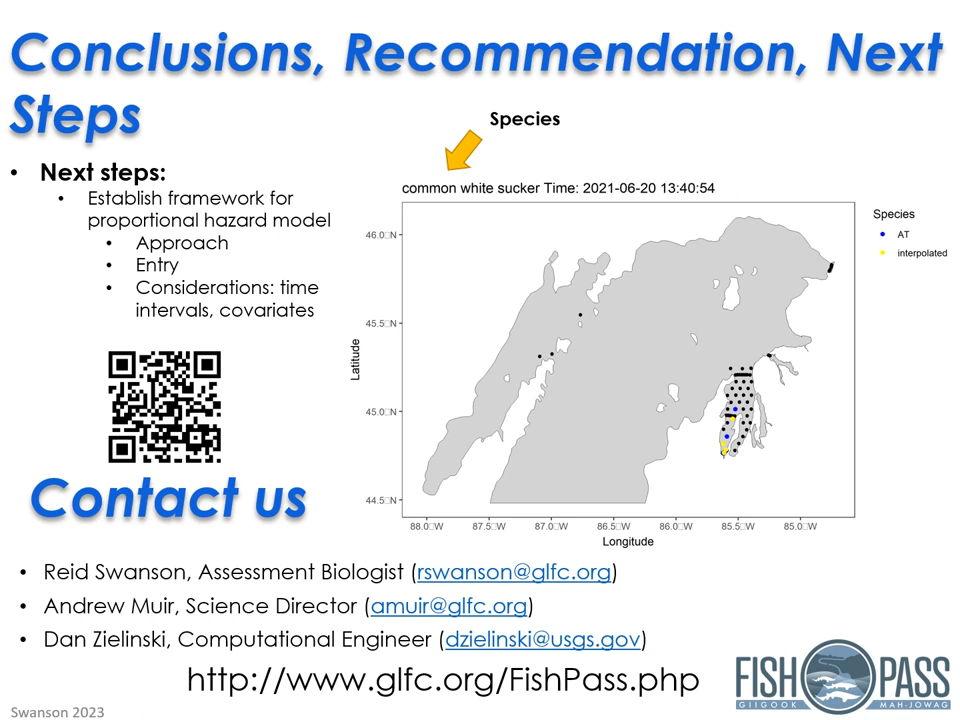 Conclusions, Recommendation, Next
Steps
Species
• Next steps:
• Establish framework for
proportional hazard model
• Approach
• Entry
• Considerations: time
intervals, covariates
common white sucker Time: 2021-06-20 13:40:54
Species
AT
interpolated
Latitude
46.0□N
45.5□N
45.0□N
44.5□N
88.0□W 87.5□W 87.0□W 86.5□W 86.0□W 85.5□W 85.0□W
Longitude
Contact us
• Reid Swanson, Assessment Biologist (rswanson@glfc.org)
• Andrew Muir, Science Director (amuir@glfc.org)
• Dan Zielinski, Computational Engineer (dzielinski@usgs.gov)
http://www.glfc.org/FishPass.php
FISH PASS
GIIGOOK MAH-JOWAG
Swanson 2023